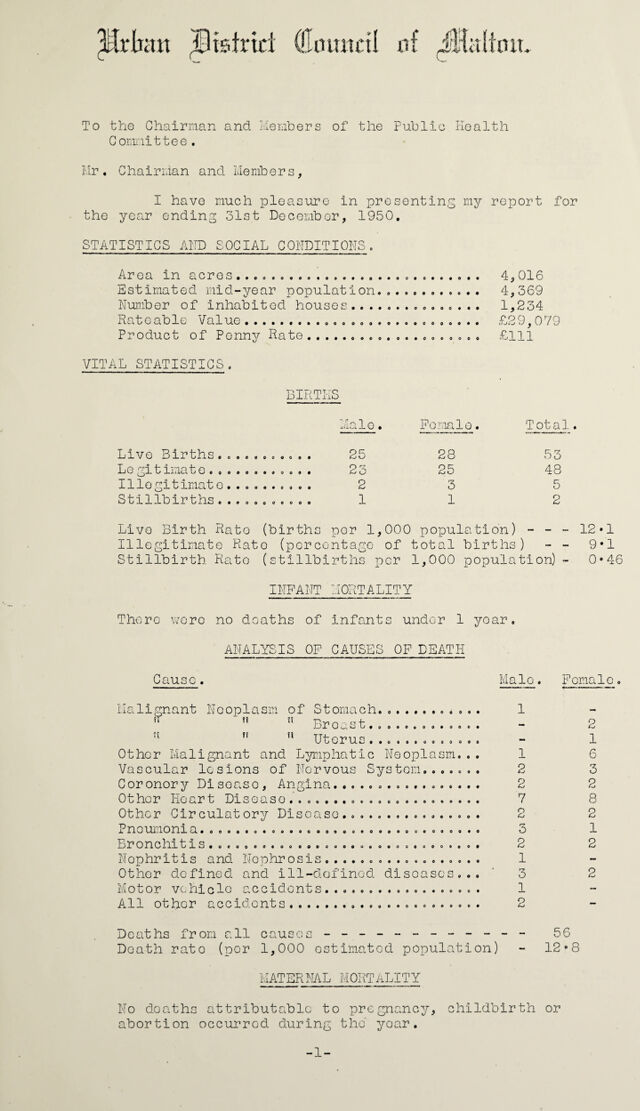 Urban District Council of Malton.
To the Chairman and Members of the Public Health
Committee.
Mr. Chairman and Members,
I have much pleasure in presenting my report for
the year ending 31st December, 1950.
STATISTICS AND SOCIAL CONDITIONS.
Area in acres............................ 4,016
Estimated mid-year population............ 4,369
Number of inhabited houses............... 1,234
Rateable Value........................... £29,079
Product of Penny Rate.................... £111
VITAL STATISTICS.
BIRTHS
Male. Female. Total.
Live Births........... 25 28 53
Legitimate............ 23 25 48
Illegitimate.......... 2 3 5
Stillbirths........... 1 1 2
Live Birth Rate (births per 1,000 population) - - - 12·1
Illegitimate Rate (percentage of total births) - - 9·1
Stillbirth Rate (stillbirths per 1,000 population) - 0·46
INFANT MORTALITY
There were no deaths of infants under 1 year.
ANALYSIS OF CAUSES OF DEATH
Cause. Male. Female.
Malignant Neoplasm of Stomach............ 1 -
" " " Breast............. - 2
" " " Uterus............. - 1
Other Malignant and Lymphatic Neoplasm... 1 6
Vascular lesions of Nervous System....... 2 3
Coronory Disease, Angina................. 2 2
Other Heart Disease...................... 7 8
Other Circulatory Disease................ 2 2
Pneumonia................................ 3 1
Bronchitis............................... 2 2
Nephritis and Nephrosis.................. 1 -
Other defined and ill-defined diseases... 3 2
Motor vehicle accidents.................. 1 -
All other accidents...................... 2 -
Deaths from all causes - - - - - - - - - - - - 56
Death rate (per 1,000 estimated population) - 12·8
MATERNAL MORTALITY
No deaths attributable to pregnancy, childbirth or
abortion occurred during the year.
-1-